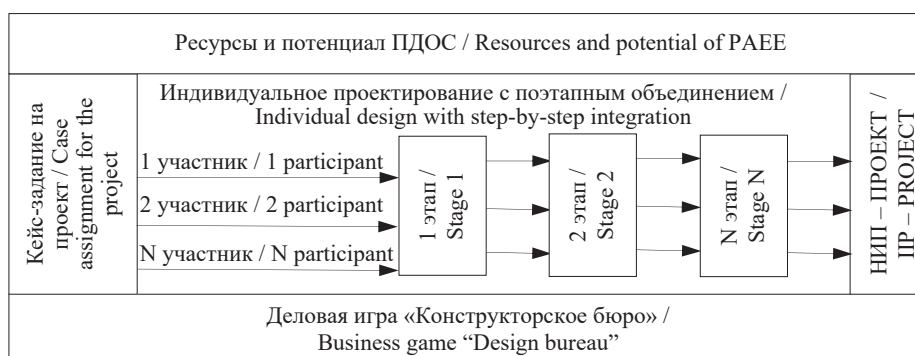 Ресурсы и потенциал ПДОС / Resources and potential of PAEE
Кейс-задание на
проект / Case
assignment for the
project
Индивидуальное проектирование с поэтапным объединением /
Individual design with step-by-step integration
1 участник / 1 participant
2 участник / 2 participant
N участник / N participant
1 этап /
Stage 1
2 этап /
Stage 2
N этап /
Stage N
НИП – ПРОЕКТ /
IIP – PROJECT
Деловая игра «Конструкторское бюро» /
Business game “Design bureau”